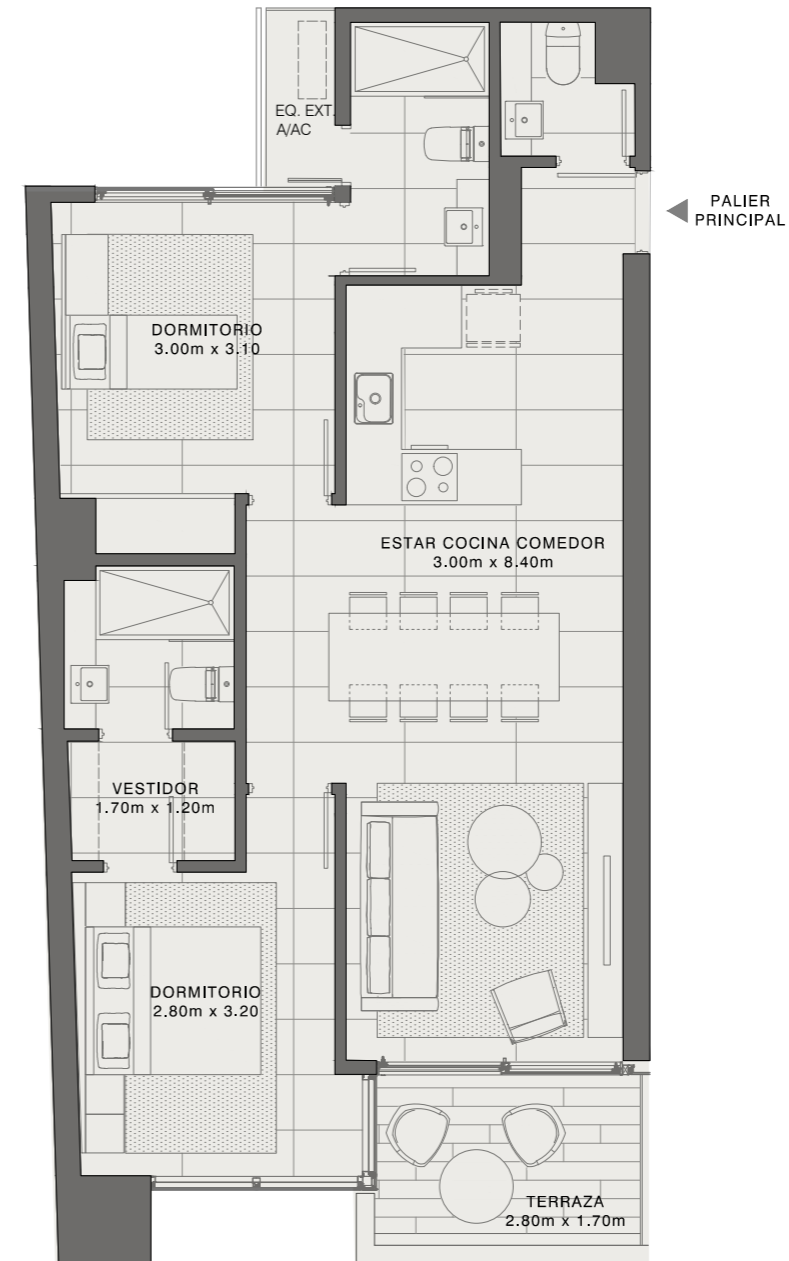 EQ. EXT.
A/AC
PALIER
PRINCIPAL
DORMITORIO
3.00m x 3.10
ESTAR COCINA COMEDOR
3.00m x 8.40m
VESTIDOR
1.70m x 1.20m
DORMITORIO
2.80m x 3.20
TERRAZA
2.80m x 1.70m